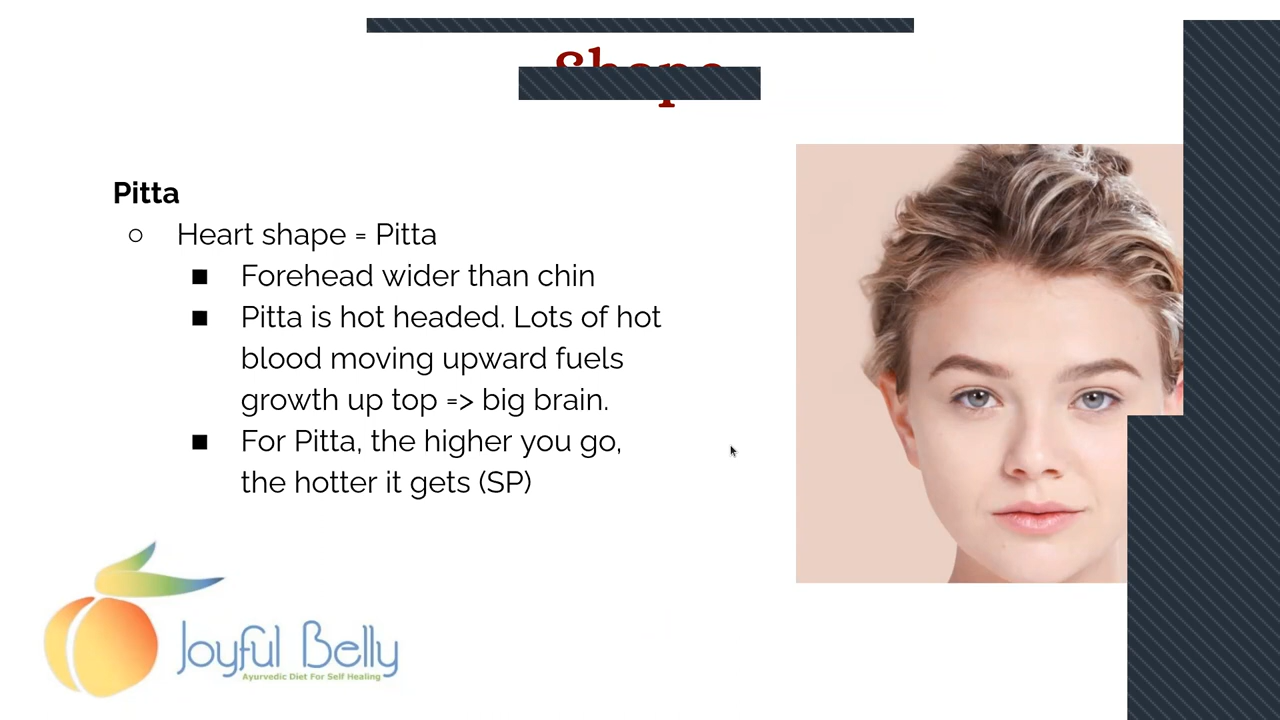 Pitta
○ Heart shape = Pitta
■ Forehead wider than chin
■ Pitta is hot headed. Lots of hot
blood moving upward fuels
growth up top => big brain.
■ For Pitta, the higher you go,
the hotter it gets (SP)
Joyful Belly
Ayurvedic Diet For Self Healing